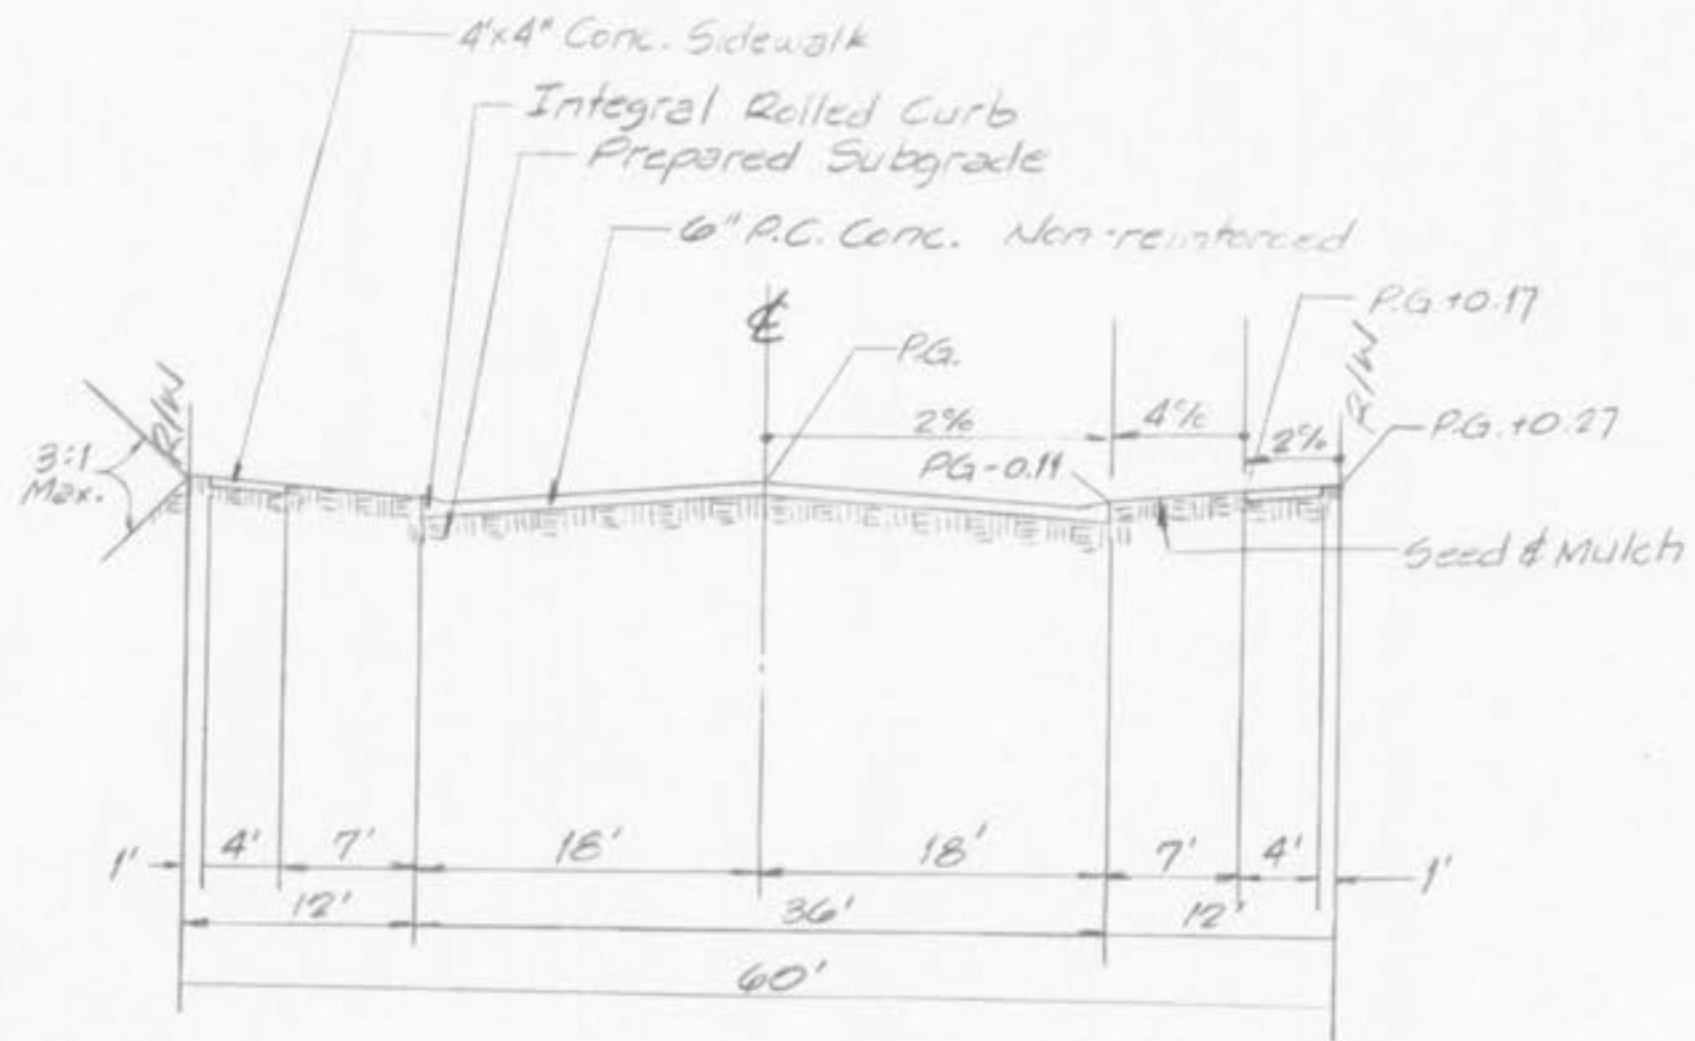 4'x4" Conc. Sidewalk
Integral Rolled Curb
Prepared Subgrade
6" P.C. Conc. Non-reinforced
℄
P.G. +0.17
P.G.
R/W
R/W
2%
4%
2%
P.G. +0.27
3:1
Max.
PG-0.11
Seed & Mulch
1'
4'
7'
18'
18'
7'
4'
1'
12'
36'
12'
60'